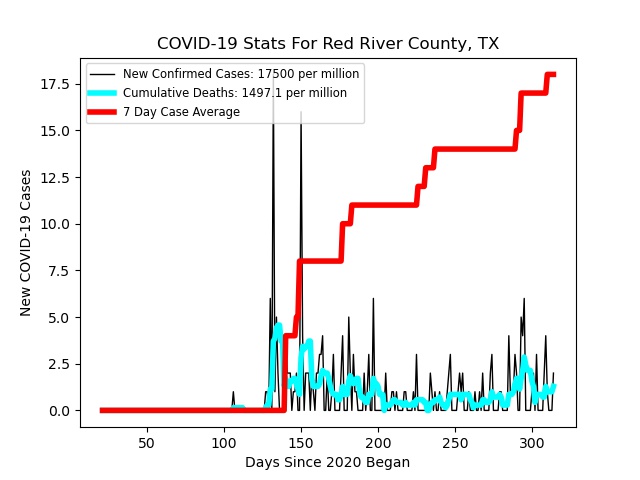 COVID-19 Stats For Red River County, TX
New Confirmed Cases: 17500 per million
Cumulative Deaths: 1497.1 per million
7 Day Case Average
17.5
15.0
12.5
10.0
7.5
5.0
2.5
0.0
New COVID-19 Cases
50 100 150 200 250 300
Days Since 2020 Began